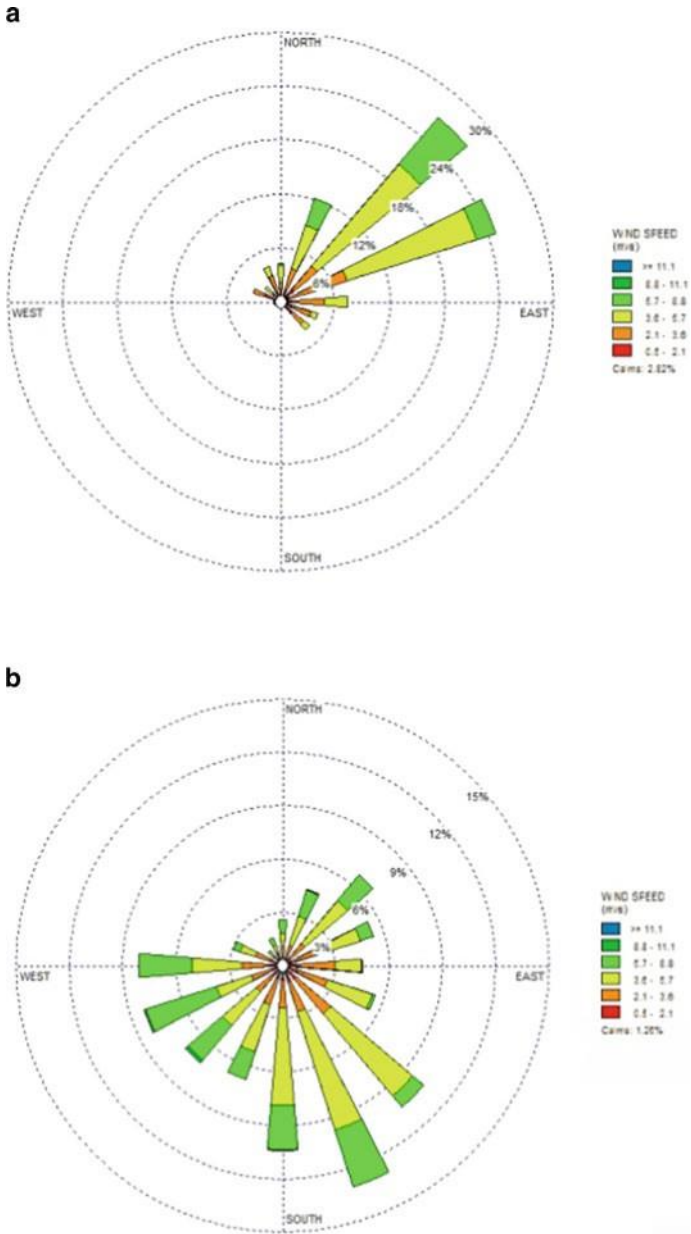 a
NORTH
30%
24%
18%
12%
6%
WEST
EAST
SOUTH
WIND SPEED
(m/s)
>= 11.1
8.8 - 11.1
5.7 - 8.8
3.6 - 5.7
2.1 - 3.6
0.5 - 2.1
Calms: 2.82%
b
NORTH
15%
12%
9%
6%
3%
WEST
EAST
SOUTH
WIND SPEED
(m/s)
>= 11.1
8.8 - 11.1
5.7 - 8.8
3.6 - 5.7
2.1 - 3.6
0.5 - 2.1
Calms: 1.26%